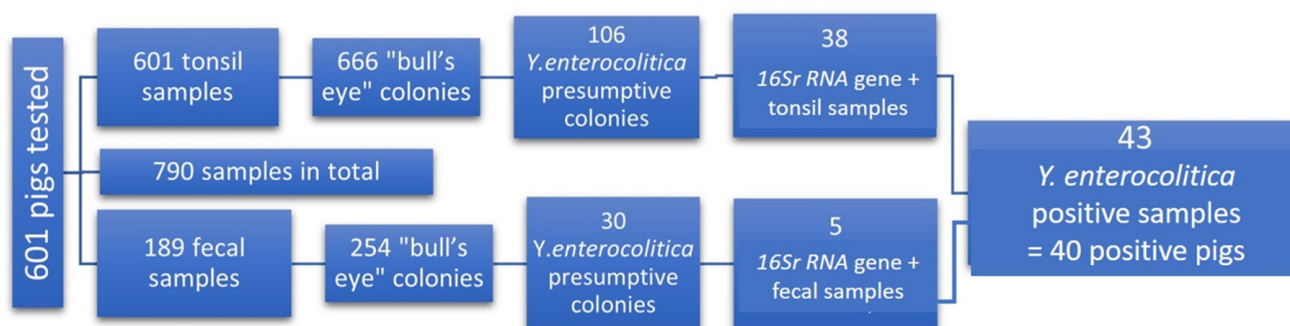 601 pigs tested
601 tonsil
samples
666 "bull's
eye" colonies
106
Y.enterocolitica
presumptive
colonies
38
16Sr RNA gene +
tonsil samples
790 samples in total
189 fecal
samples
254 "bull's
eye" colonies
30
Y.enterocolitica
presumptive
colonies
5
16Sr RNA gene +
fecal samples
43
Y. enterocolitica
positive samples
= 40 positive pigs